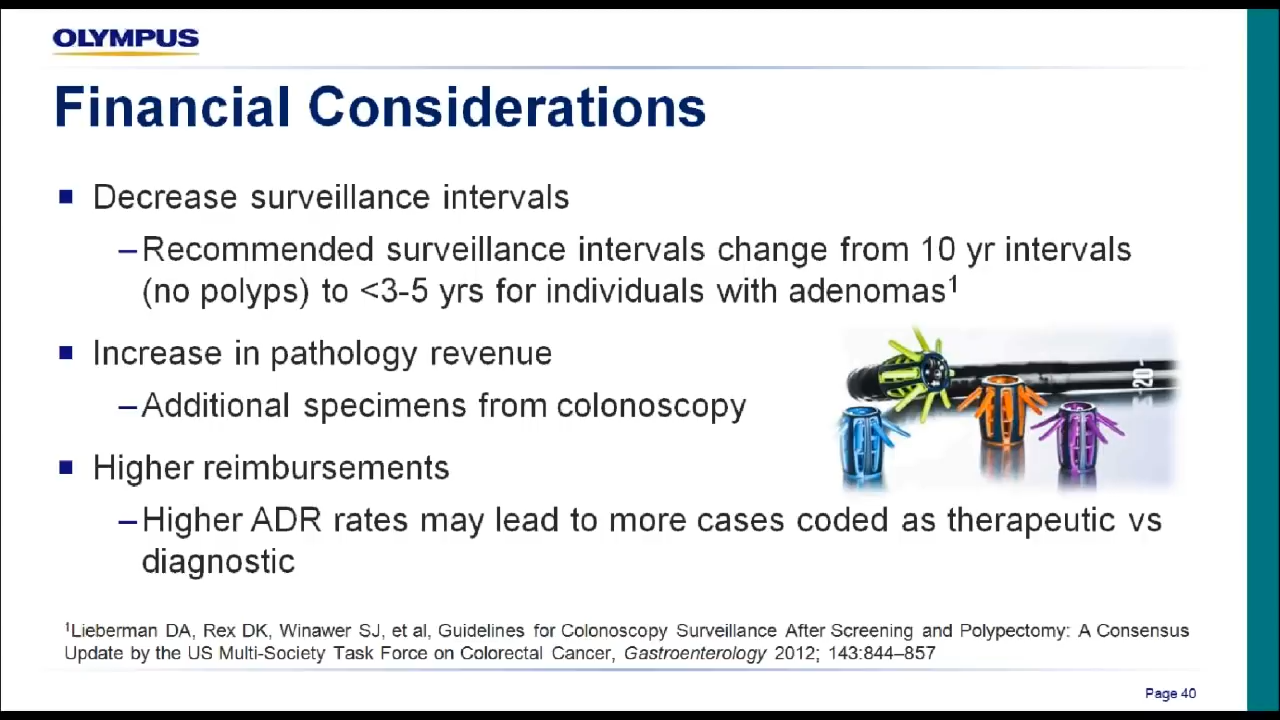 OLYMPUS
Financial Considerations
Decrease surveillance intervals
–Recommended surveillance intervals change from 10 yr intervals
(no polyps) to <3-5 yrs for individuals with adenomas¹
Increase in pathology revenue
–Additional specimens from colonoscopy
20
Higher reimbursements
–Higher ADR rates may lead to more cases coded as therapeutic vs
diagnostic
¹Lieberman DA, Rex DK, Winawer SJ, et al, Guidelines for Colonoscopy Surveillance After Screening and Polypectomy: A Consensus
Update by the US Multi-Society Task Force on Colorectal Cancer, Gastroenterology 2012; 143:844–857
Page 40